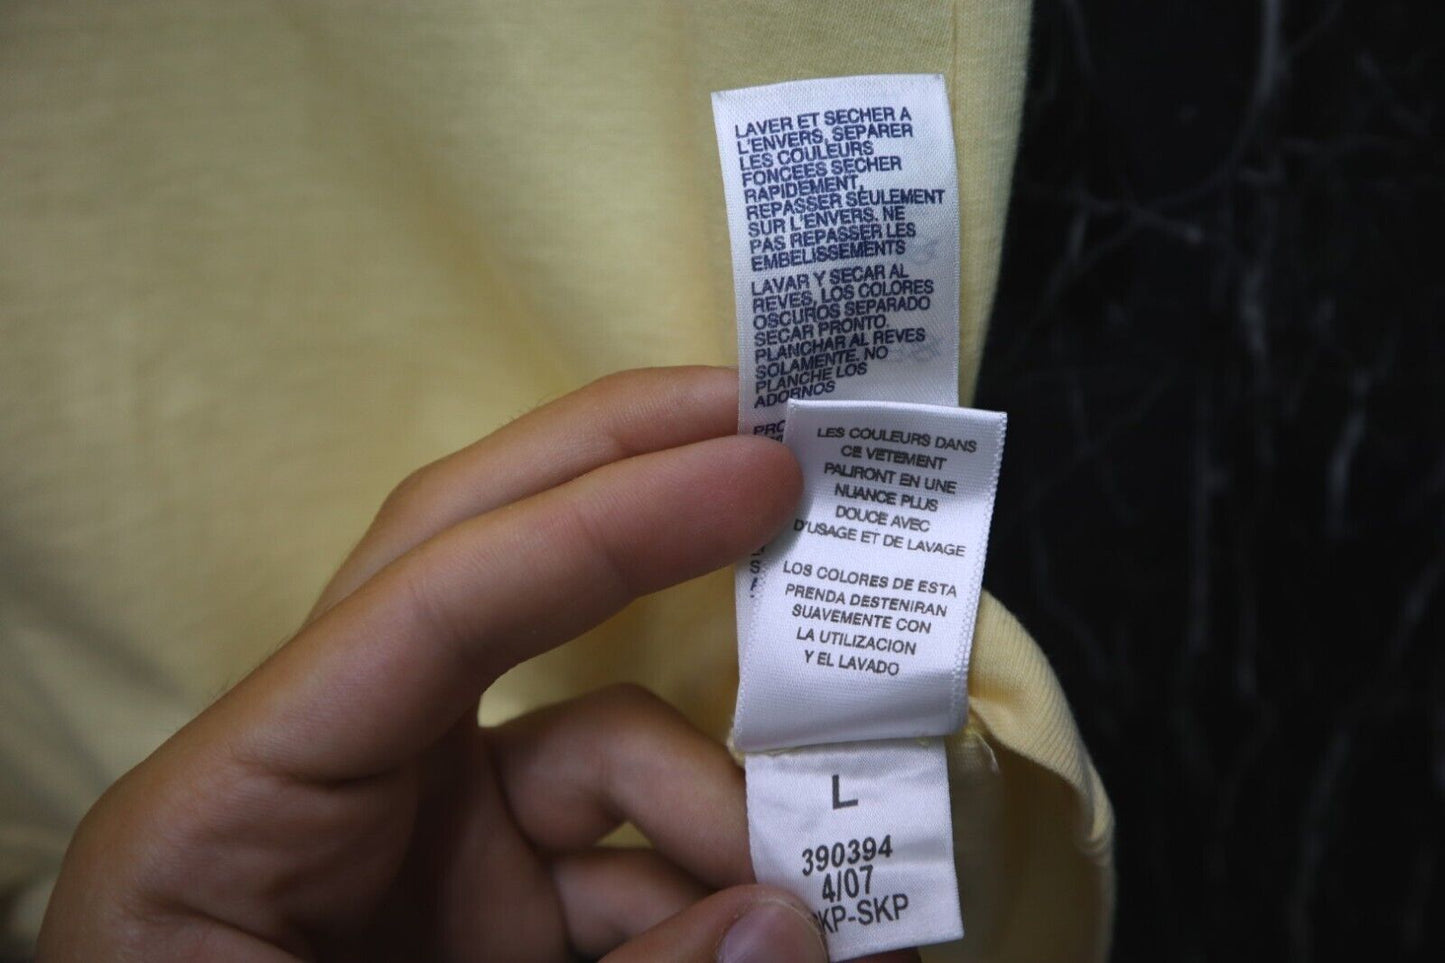 LAVER ET SECHER A
L'ENVERS, SEPARER
LES COULEURS
FONCEES SECHER
RAPIDEMENT,
REPASSER SEULEMENT
SUR L'ENVERS. NE
PAS REPASSER LES
EMBELISSEMENTS
LAVAR Y SECAR AL
REVES, LOS COLORES
OSCUROS SEPARADO
SECAR PRONTO.
PLANCHAR AL REVES
SOLAMENTE. NO
PLANCHE LOS
ADORNOS
LES COULEURS DANS
CE VETEMENT
PALIRONT EN UNE
NUANCE PLUS
DOUCE AVEC
D'USAGE ET DE LAVAGE
LOS COLORES DE ESTA
PRENDA DESTENIRAN
SUAVEMENTE CON
LA UTILIZACION
Y EL LAVADO
L
390394
4/07
KP-SKP